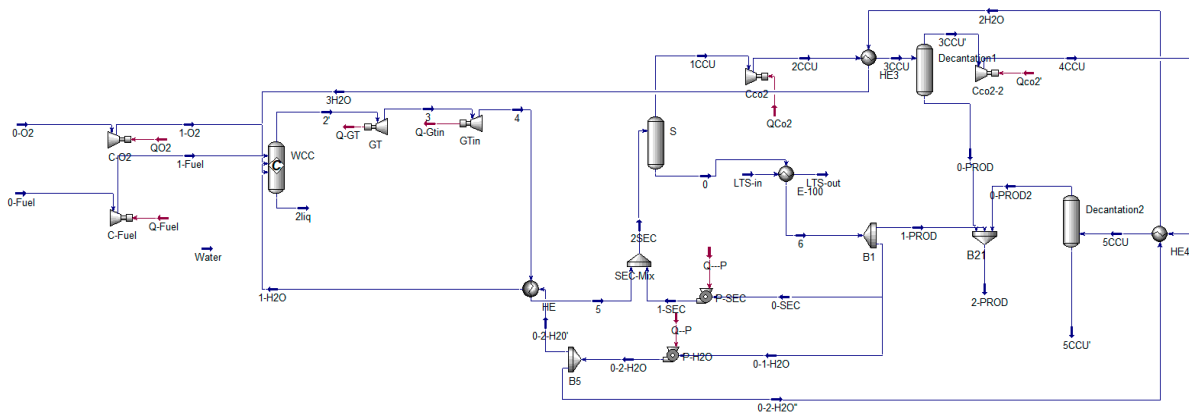 2H2O
3CCU'
1CCU
2CCU
3CCU
HE3
Decantation1
4CCU
Cco2
Cco2-2
Qco2'
3H2O
QCo2
2'
3
4
0-O2
1-O2
Q-GT
GT
Q-Gtin
GTin
S
C-O2
QO2
WCC
1-Fuel
C
0-PROD
0
LTS-in
LTS-out
E-100
0-PROD2
0-Fuel
Decantation2
C-Fuel
Q-Fuel
2liq
6
1-PROD
2SEC
5CCU
Water
B1
B21
HE4
SEC-Mix
Q---P
1-H2O
HE
5
1-SEC
P-SEC
0-SEC
2-PROD
Q--P
0-2-H20'
5CCU'
P-H2O
B5
0-2-H2O
0-1-H2O
0-2-H2O"